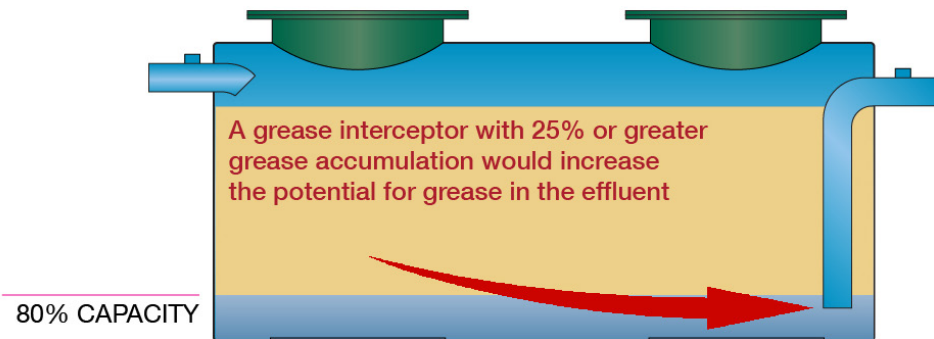 A grease interceptor with 25% or greater
grease accumulation would increase
the potential for grease in the effluent
80% CAPACITY